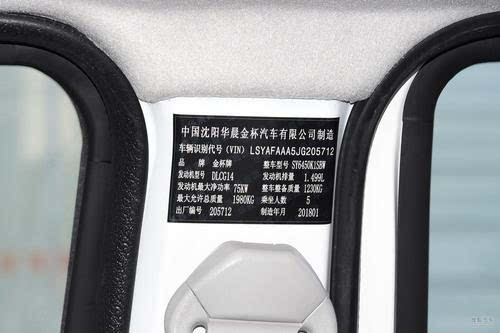 中国沈阳华晨金杯汽车有限公司制造
车辆识别代号(VIN) LSYAFAAA5JG205712
品牌 金杯牌 整车型号 SY6450K1SBW
发动机型号 DLCG14 发动机排量 1.499L
发动机最大净功率 75KW 整车整备质量 1230KG
最大允许总质量 1980KG 乘坐人数 5
出厂编号 205712 制造年月 201801